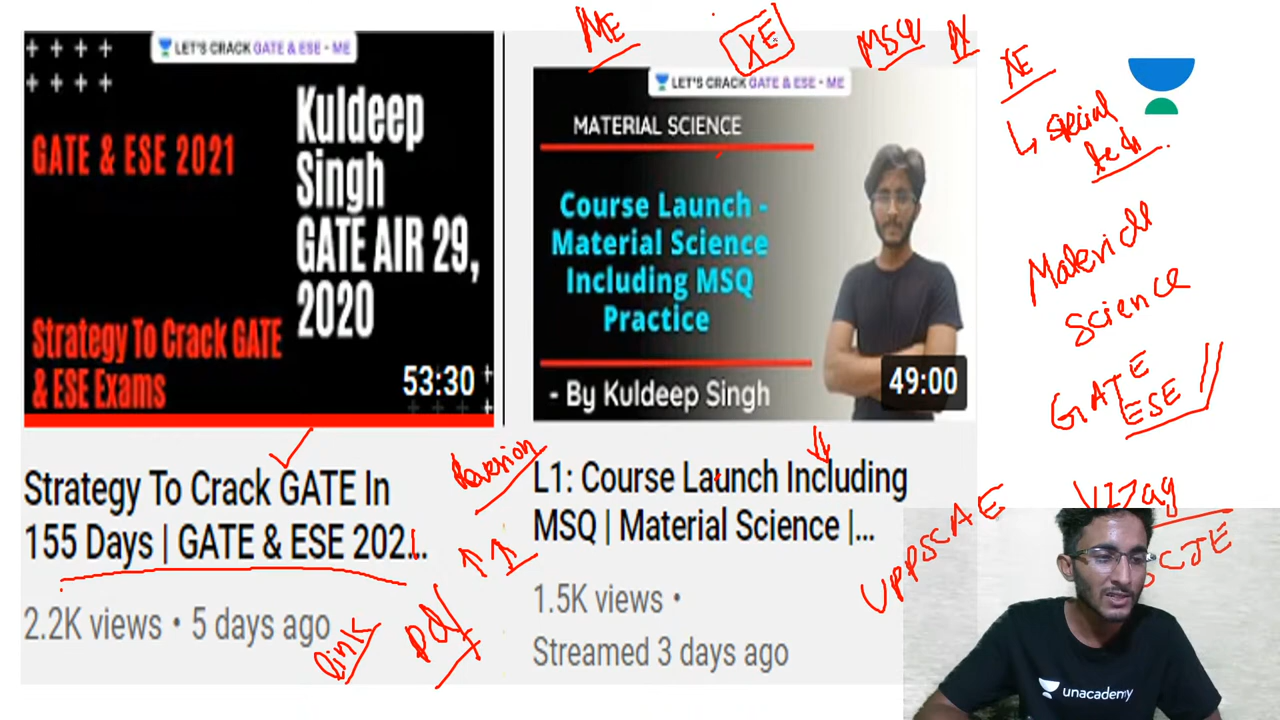 LET'S CRACK GATE & ESE - ME
GATE & ESE 2021
Kuldeep
Singh
GATE AIR 29,
2020
Strategy To Crack GATE
& ESE Exams
53:30
Strategy To Crack GATE In
155 Days | GATE & ESE 202...
2.2K views • 5 days ago
link
pdf
Reversion
ME
XE
MSQ
LET'S CRACK GATE & ESE - ME
MATERIAL SCIENCE
Course Launch -
Material Science
Including MSQ
Practice
- By Kuldeep Singh
49:00
L1: Course Launch Including
MSQ | Material Science |...
1.5K views •
Streamed 3 days ago
XE
special
Science
GATE
ESE
UPPSC AE
Vizag
unacademy